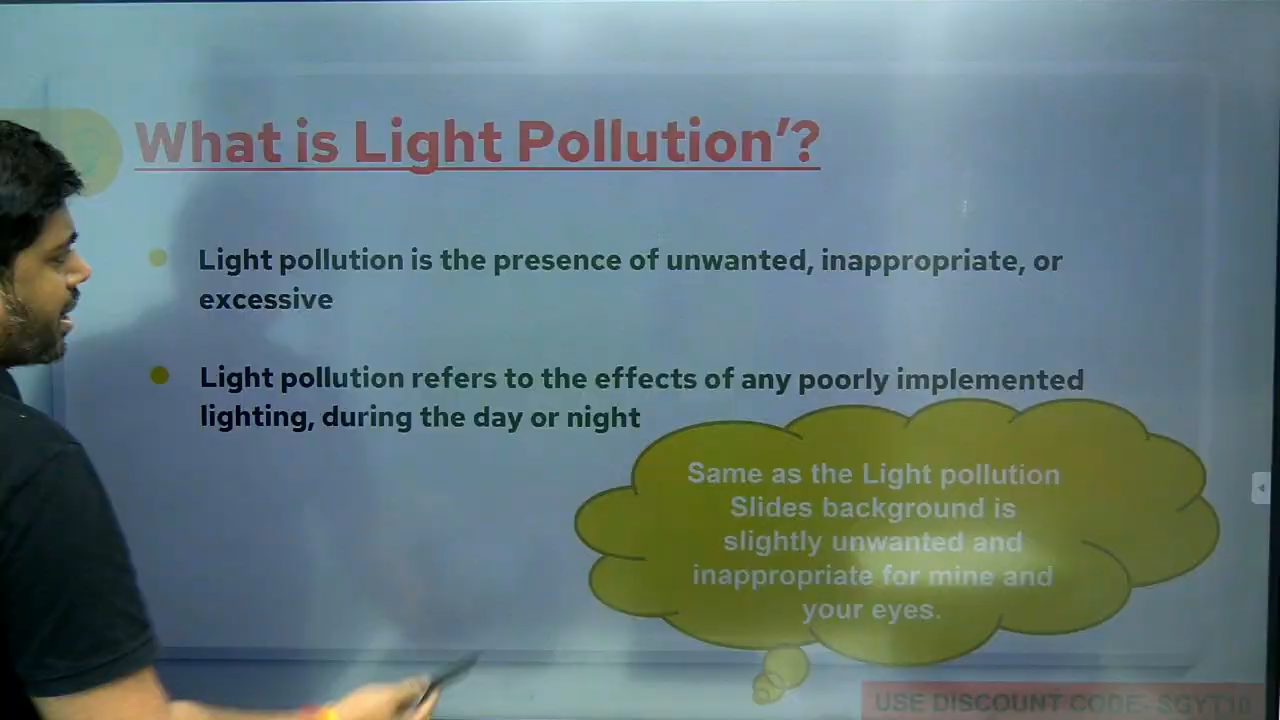 What is Light Pollution’?
Light pollution is the presence of unwanted, inappropriate, or
excessive
Light pollution refers to the effects of any poorly implemented
lighting, during the day or night
Same as the Light pollution
Slides background is
slightly unwanted and
inappropriate for mine and
your eyes.
USE DISCOUNT CODE- SGYT10